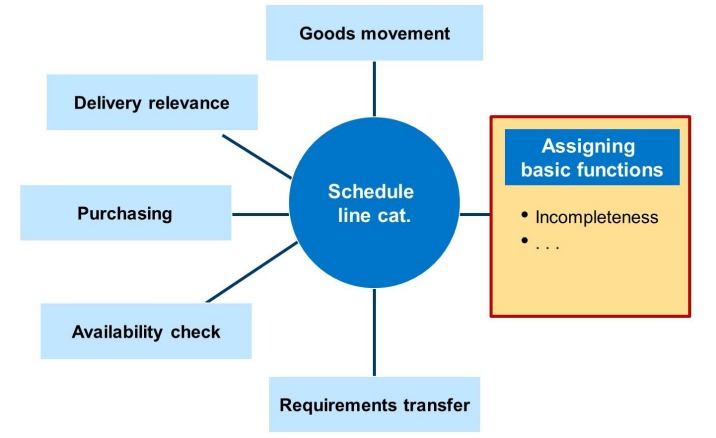 Goods movement
Delivery relevance
Purchasing
Availability check
Schedule
line cat.
Requirements transfer
Assigning
basic functions
• Incompleteness
• . . .